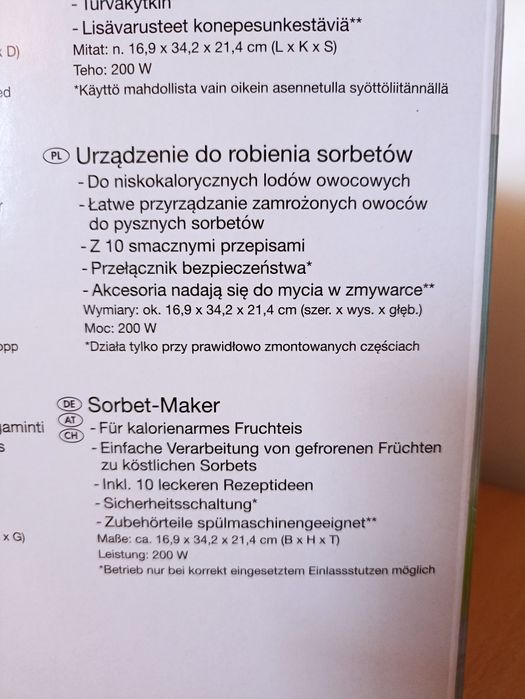 - Turvakytkin
- Lisävarusteet konepesunkestäviä**
x D)
Mitat: n. 16,9 x 34,2 x 21,4 cm (L x K x S)
Teho: 200 W
ed
*Käyttö mahdollista vain oikein asennetulla syöttöliitännällä
PL Urządzenie do robienia sorbetów
- Do niskokalorycznych lodów owocowych
- Łatwe przyrządzanie zamrożonych owoców
do pysznych sorbetów
- Z 10 smacznymi przepisami
- Przełącznik bezpieczeństwa*
- Akcesoria nadają się do mycia w zmywarce**
Wymiary: ok. 16,9 x 34,2 x 21,4 cm (szer. x wys. x głęb.)
Moc: 200 W
opp
*Działa tylko przy prawidłowo zmontowanych częściach
DE AT CH Sorbet-Maker
gaminti
- Für kalorienarmes Fruchteis
s
- Einfache Verarbeitung von gefrorenen Früchten
zu köstlichen Sorbets
- Inkl. 10 leckeren Rezeptideen
- Sicherheitsschaltung*
- Zubehörteile spülmaschinengeeignet**
x G)
Maße: ca. 16,9 x 34,2 x 21,4 cm (B x H x T)
Leistung: 200 W
*Betrieb nur bei korrekt eingesetztem Einlassstutzen möglich